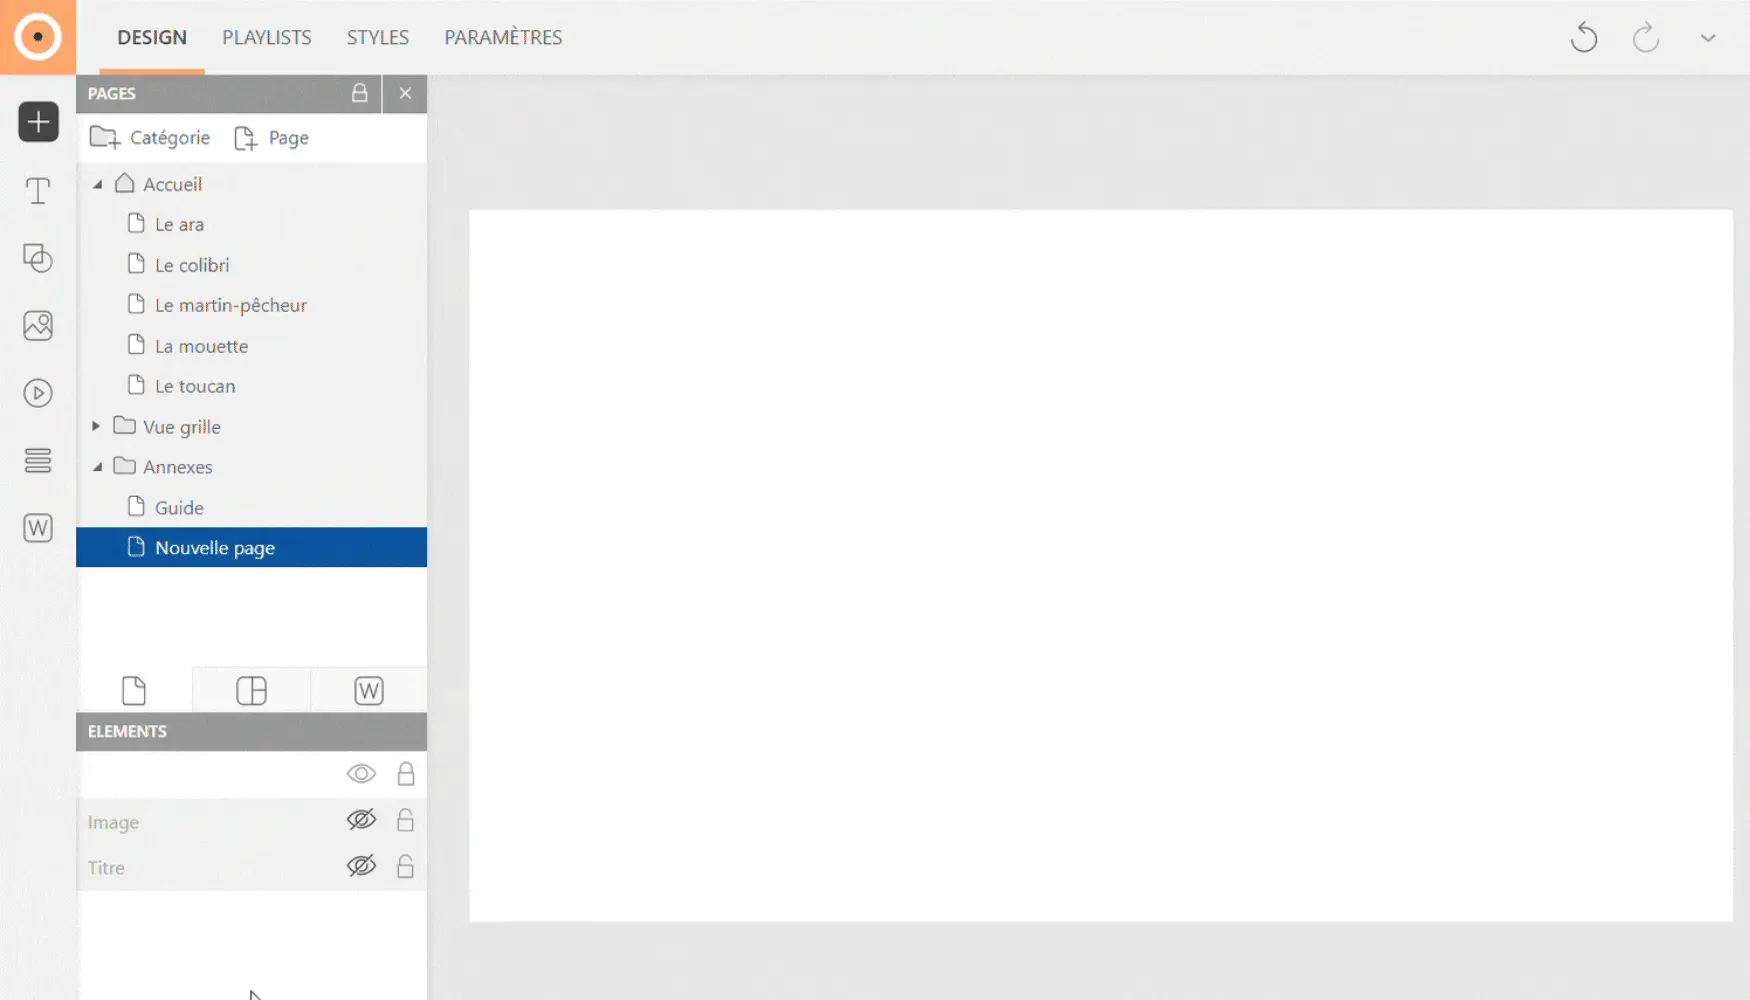 DESIGN PLAYLISTS STYLES PARAMÈTRES
PAGES
Catégorie Page
Accueil
Le ara
Le colibri
Le martin-pêcheur
La mouette
Le toucan
Vue grille
Annexes
Guide
Nouvelle page
W
W
ELEMENTS
Image
Titre